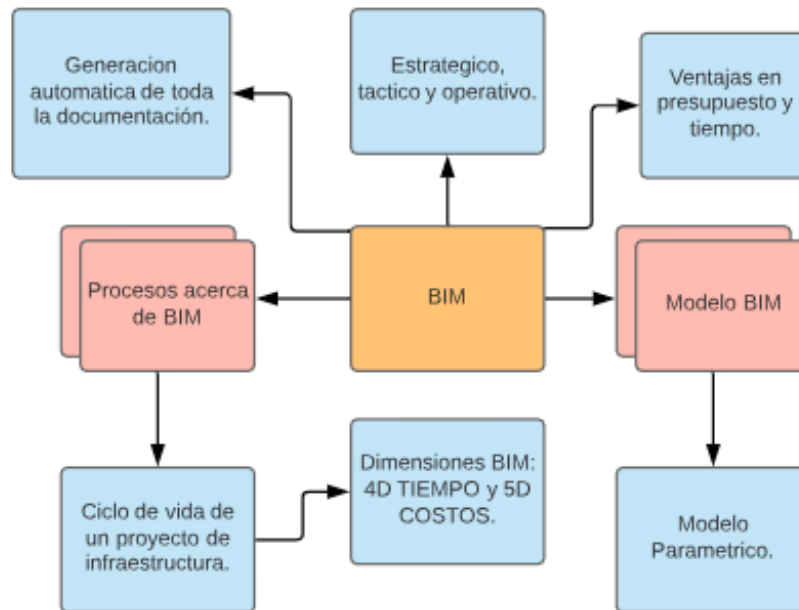 Generacion
automatica de toda
la documentación.
Estrategico,
tactico y operativo.
Ventajas en
presupuesto y
tiempo.
Procesos acerca
de BIM
BIM
Modelo BIM
Ciclo de vida de
un proyecto de
infraestructura.
Dimensiones BIM:
4D TIEMPO y 5D
COSTOS.
Modelo
Parametrico.